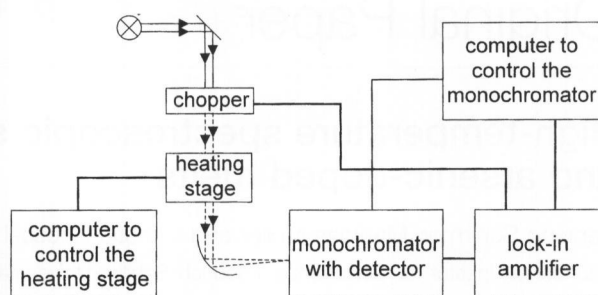 chopper
heating
stage
computer to
control the
heating stage
monochromator
with detector
lock-in
amplifier
computer to
control the
monochromator